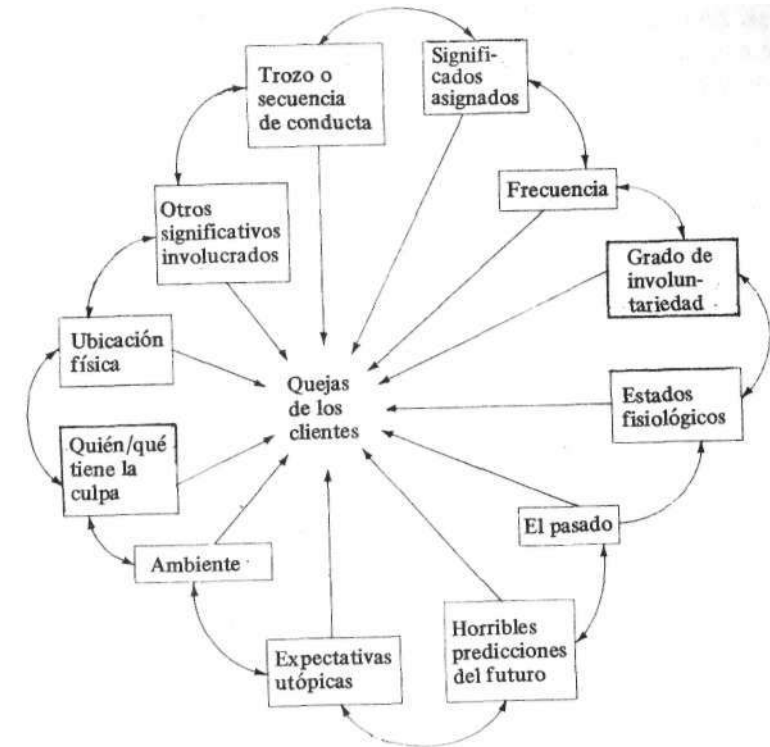 Trozo o
secuencia
de conducta
Signifi-
cados
asignados
Frecuencia
Grado de
involun-
tariedad
Estados
fisiológicos
El pasado
Horribles
predicciones
del futuro
Expectativas
utópicas
Ambiente
Quién/qué
tiene la
culpa
Ubicación
física
Otros
significativos
involucrados
Quejas
de los
clientes